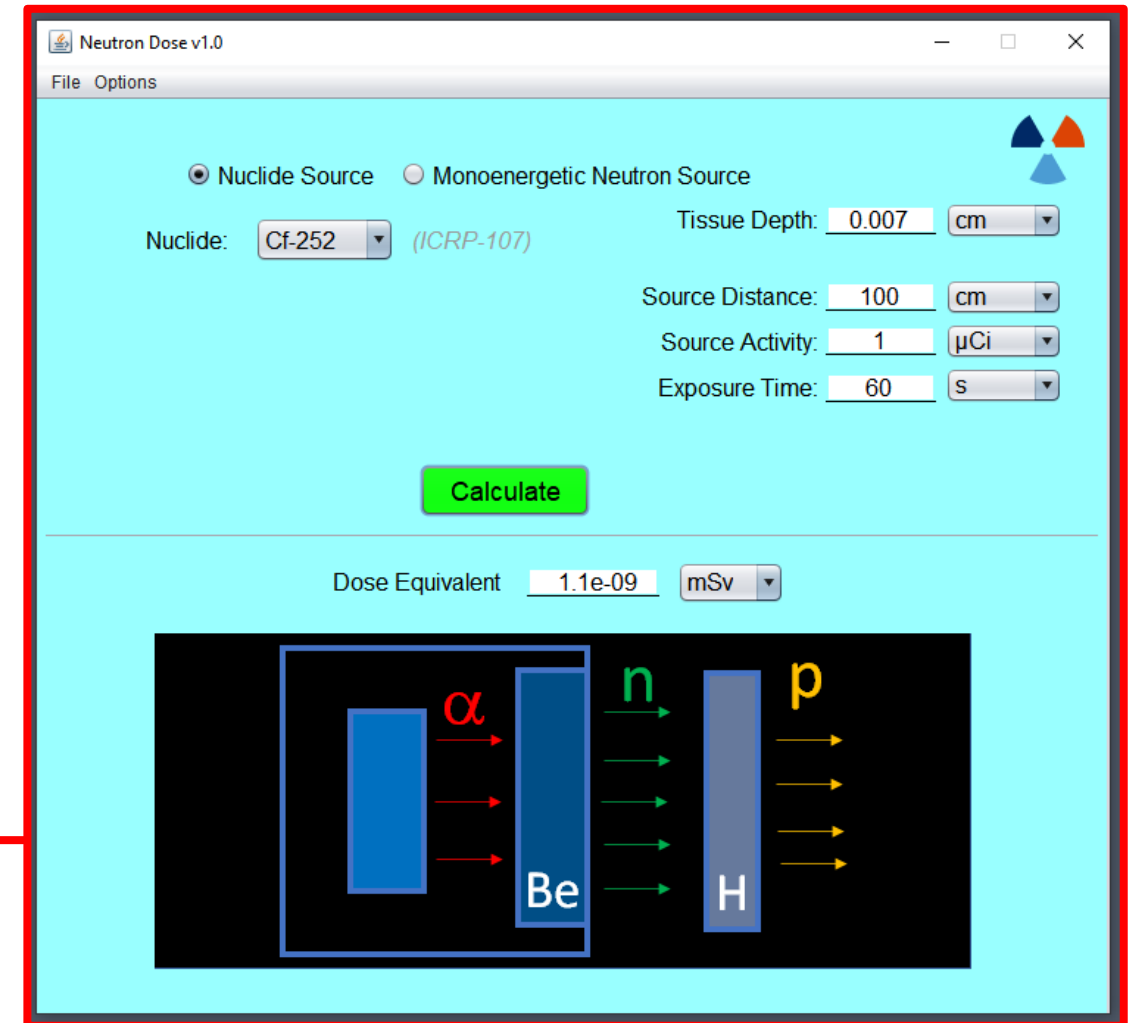 Neutron Dose v1.0
File Options
Nuclide Source Monoenergetic Neutron Source
Tissue Depth: 0.007 cm
Nuclide: Cf-252 (ICRP-107)
Source Distance: 100 cm
Source Activity: 1 µCi
Exposure Time: 60 s
Calculate
Dose Equivalent 1.1e-09 mSv
α n p
Be H